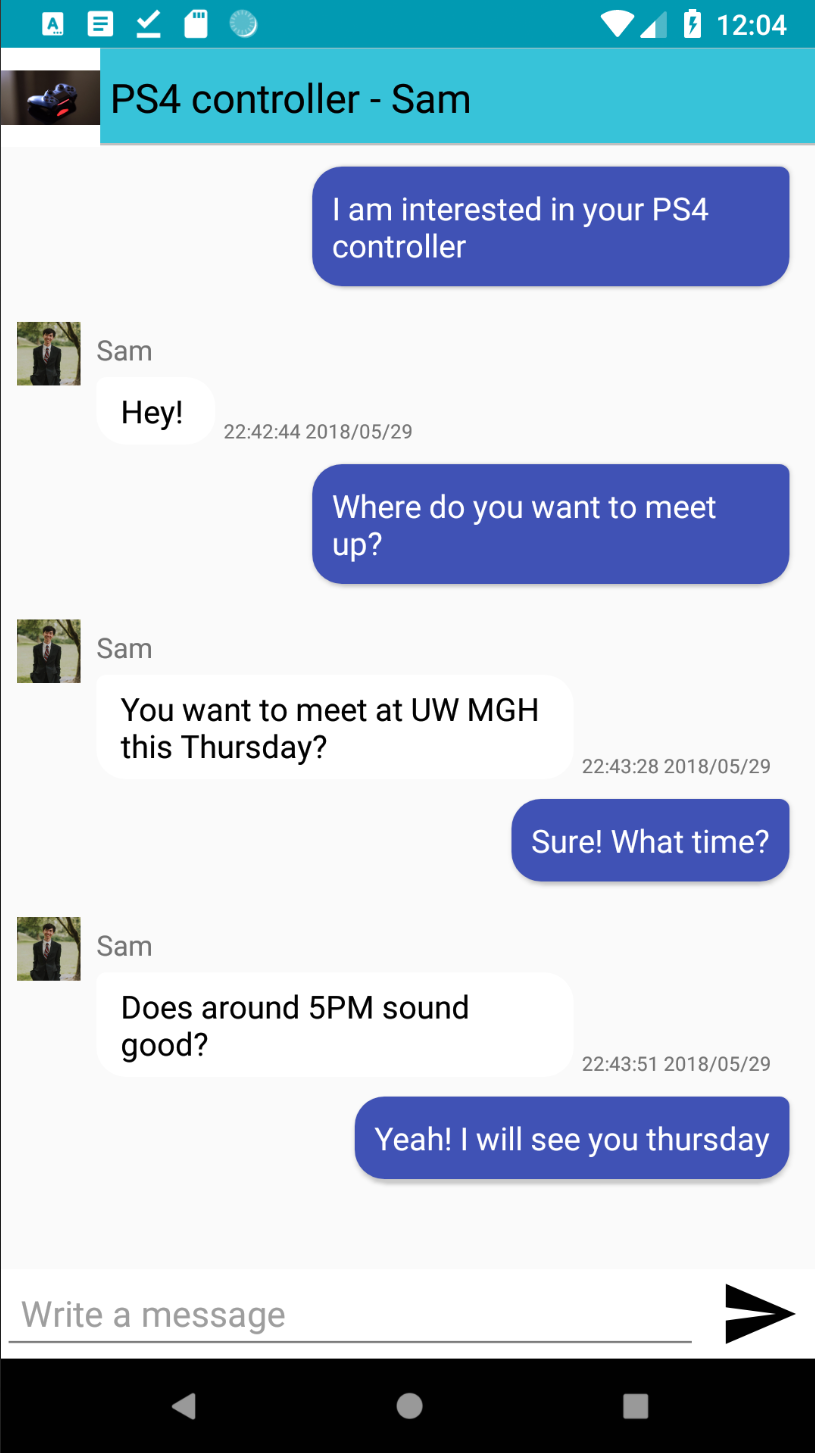 12:04
PS4 controller - Sam
I am interested in your PS4
controller
Sam
Hey!
22:42:44 2018/05/29
Where do you want to meet
up?
Sam
You want to meet at UW MGH
this Thursday?
22:43:28 2018/05/29
Sure! What time?
Sam
Does around 5PM sound
good?
22:43:51 2018/05/29
Yeah! I will see you thursday
Write a message